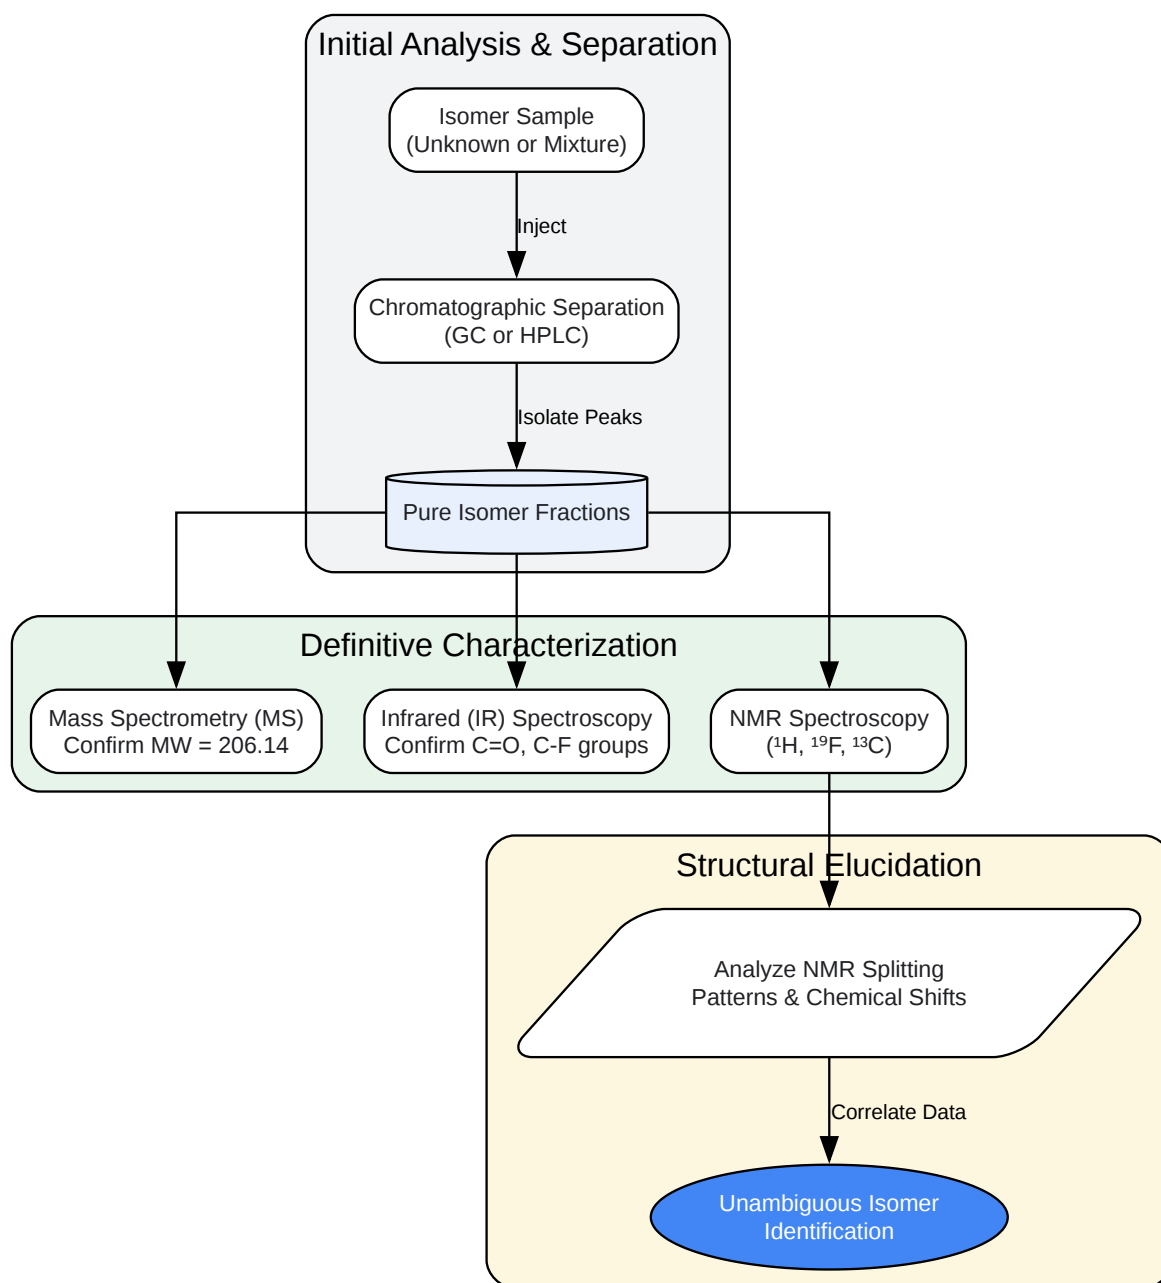 Initial Analysis & Separation
Isomer Sample
(Unknown or Mixture)
Inject
Chromatographic Separation
(GC or HPLC)
Isolate Peaks
Pure Isomer Fractions
Definitive Characterization
Mass Spectrometry (MS)
Confirm MW = 206.14
Infrared (IR) Spectroscopy
Confirm C=O, C-F groups
NMR Spectroscopy
(¹H, ¹⁹F, ¹³C)
Structural Elucidation
Analyze NMR Splitting
Patterns & Chemical Shifts
Correlate Data
Unambiguous Isomer
Identification